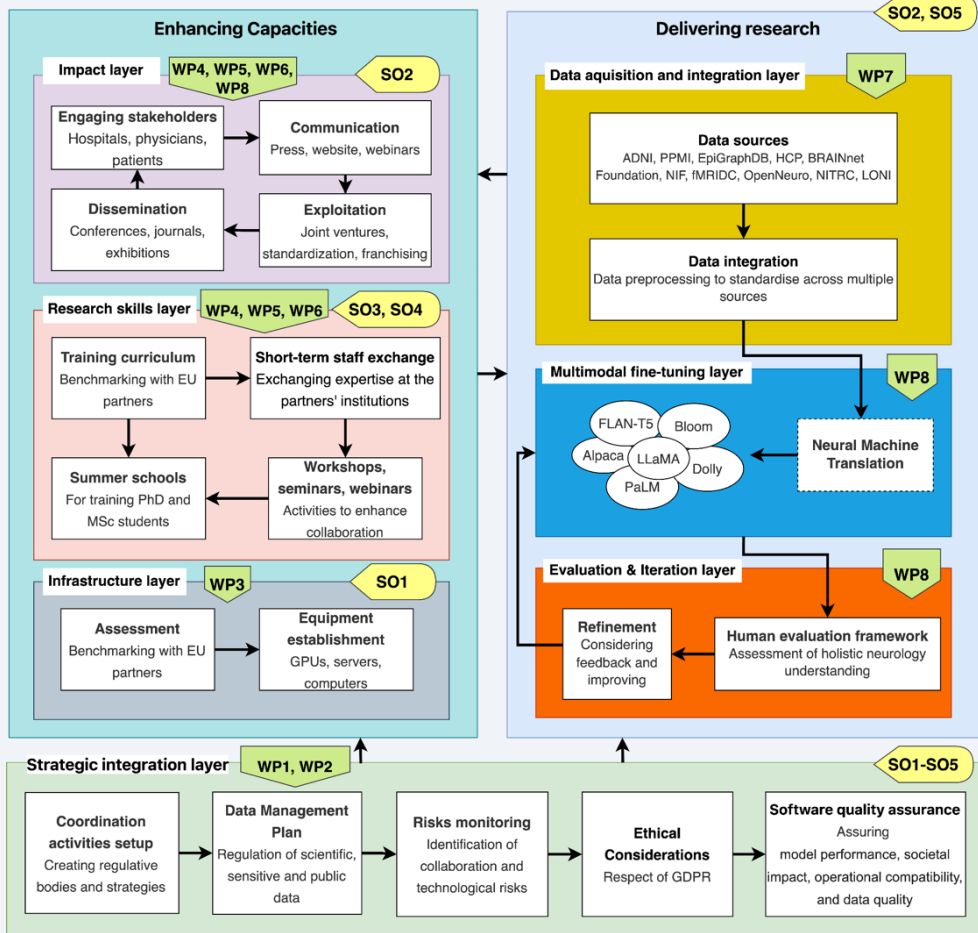 Enhancing Capacities
Impact layer
WP4, WP5, WP6,
WP8
SO2
Engaging stakeholders
Hospitals, physicians,
patients
Communication
Press, website, webinars
Dissemination
Conferences, journals,
exhibitions
Exploitation
Joint ventures,
standardization, franchising
Research skills layer
WP4, WP5, WP6
SO3, SO4
Training curriculum
Benchmarking with EU
partners
Short-term staff exchange
Exchanging expertise at the
partners' institutions
Summer schools
For training PhD and
MSc students
Workshops,
seminars, webinars
Activities to enhance
collaboration
Infrastructure layer
WP3
SO1
Assessment
Benchmarking with EU
partners
Equipment
establishment
GPUs, servers,
computers
Delivering research
SO2, SO5
Data aquisition and integration layer
WP7
Data sources
ADNI, PPMI, EpiGraphDB, HCP, BRAINnet
Foundation, NIF, fMRIDC, OpenNeuro, NITRC, LONI
Data integration
Data preprocessing to standardise across multiple
sources
Multimodal fine-tuning layer
WP8
FLAN-T5
Bloom
Alpaca
LLaMA
Dolly
PaLM
Neural Machine
Translation
Evaluation & Iteration layer
WP8
Refinement
Considering
feedback and
improving
Human evaluation framework
Assessment of holistic neurology
understanding
Strategic integration layer
WP1, WP2
SO1-SO5
Coordination
activities setup
Creating regulative
bodies and strategies
Data Management
Plan
Regulation of scientific,
sensitive and public
data
Risks monitoring
Identification of
collaboration and
technological risks
Ethical
Considerations
Respect of GDPR
Software quality assurance
Assuring
model performance, societal
impact, operational compatibility,
and data quality